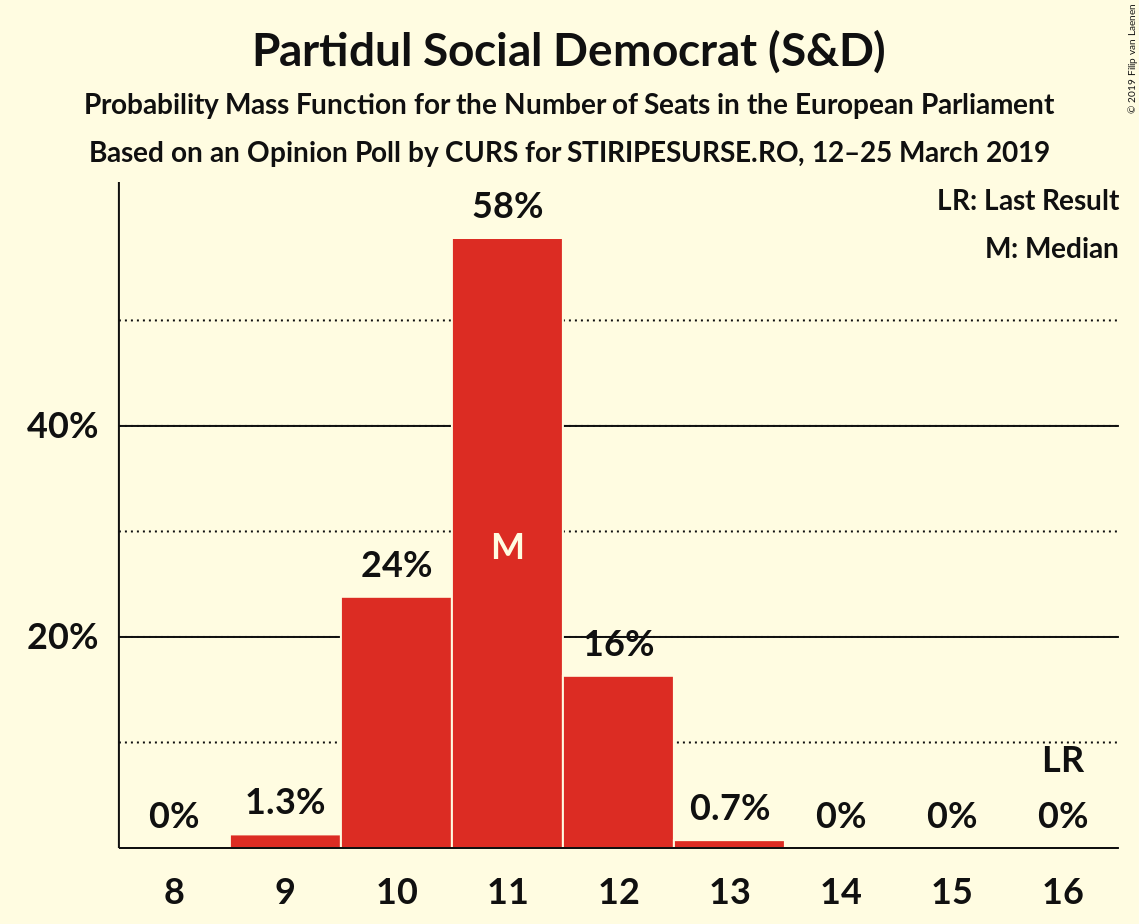 Partidul Social Democrat (S&D)
Probability Mass Function for the Number of Seats in the European Parliament
Based on an Opinion Poll by CURS for STIRIPESURSE.RO, 12–25 March 2019
© 2019 Filip van Laenen
LR: Last Result
M: Median
58%
40%
M
24%
20%
16%
LR
0%
1.3%
0.7%
0%
0%
0%
8 9 10 11 12 13 14 15 16